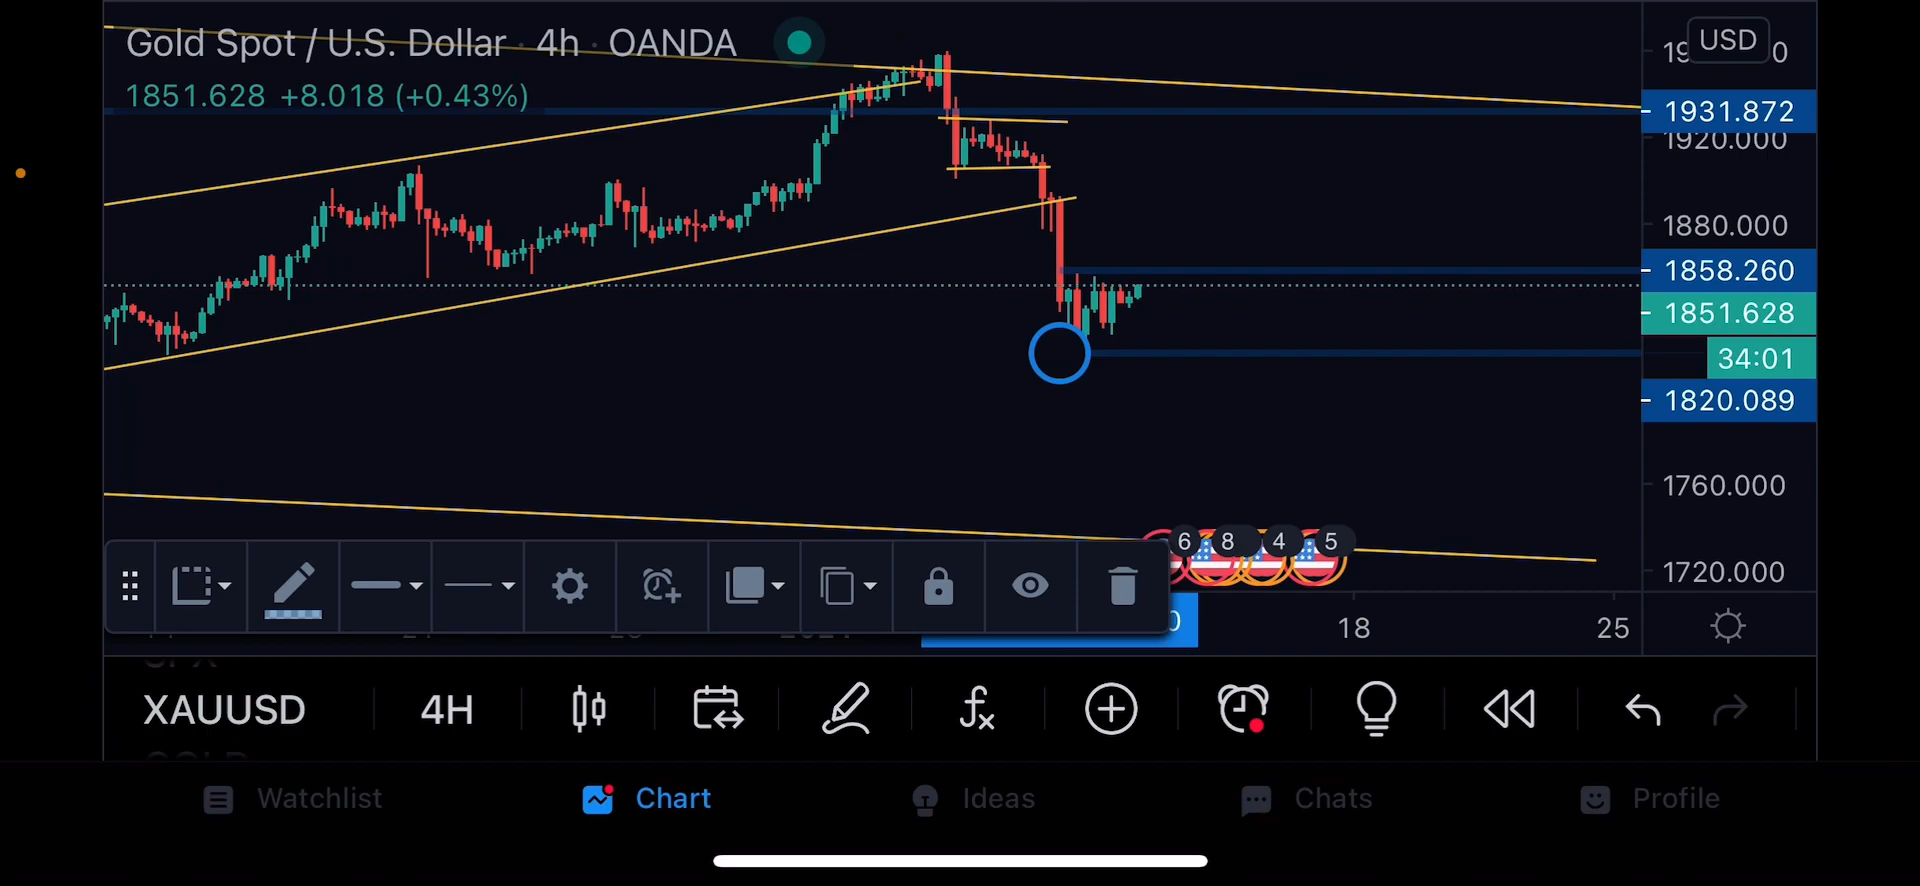 Gold Spot / U.S. Dollar · 4h · OANDA
USD
1851.628 +8.018 (+0.43%)
1931.872
1920.000
1880.000
1858.260
1851.628
34:01
1820.089
1760.000
6 8 4 5
1720.000
18 25
XAUUSD 4H
Watchlist Chart Ideas Chats Profile